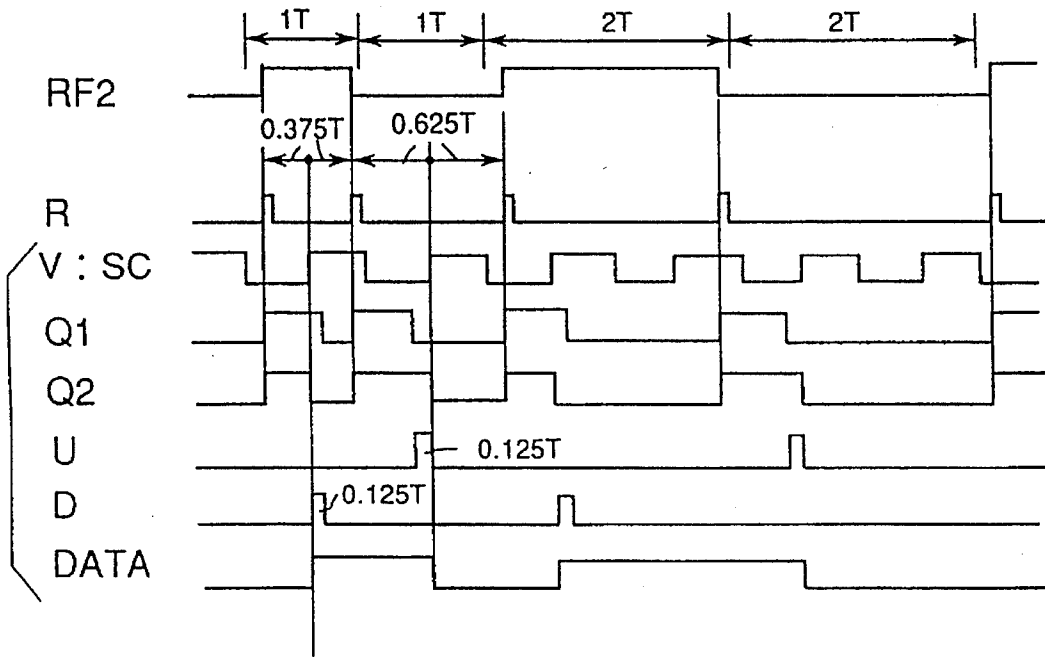 1T 1T 2T 2T
RF2
0.375T 0.625T
R
V : SC
Q1
Q2
U
0.125T
D
0.125T
DATA